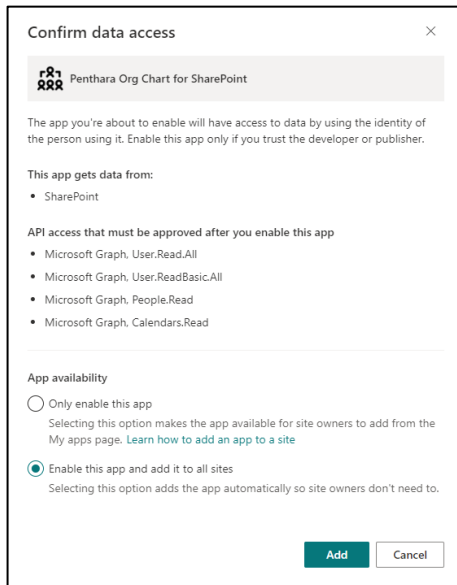 Confirm data access
Penthara Org Chart for SharePoint
The app you're about to enable will have access to data by using the identity of
the person using it. Enable this app only if you trust the developer or publisher.
This app gets data from:
• SharePoint
API access that must be approved after you enable this app
• Microsoft Graph, User.Read.All
• Microsoft Graph, User.ReadBasic.All
• Microsoft Graph, People.Read
• Microsoft Graph, Calendars.Read
App availability
Only enable this app
Selecting this option makes the app available for site owners to add from the
My apps page. Learn how to add an app to a site
Enable this app and add it to all sites
Selecting this option adds the app automatically so site owners don't need to.
Add Cancel